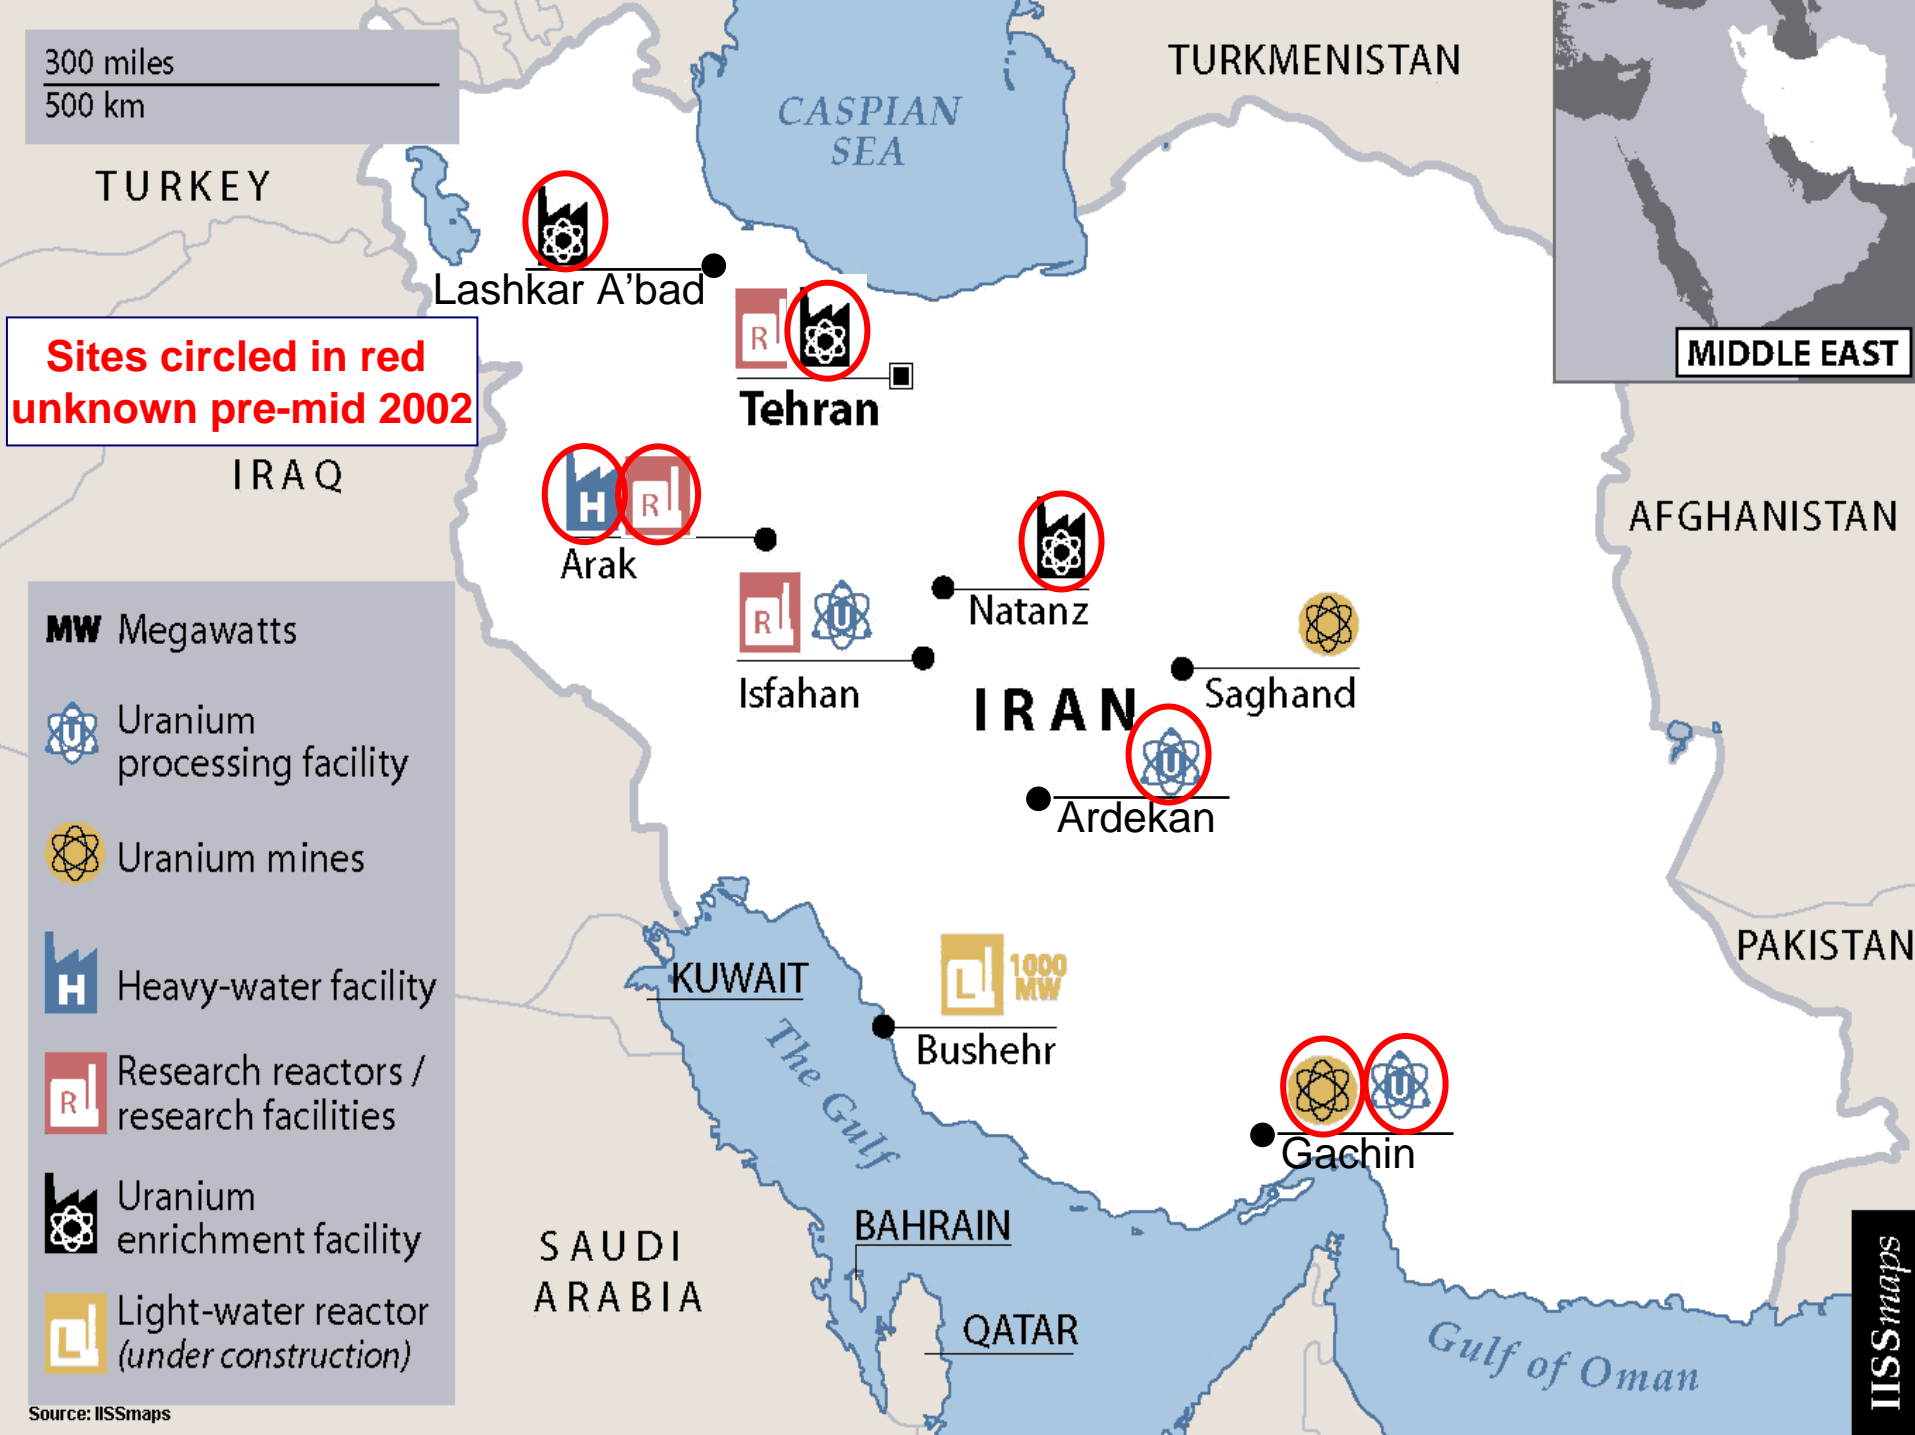 300 miles
500 km
TURKEY
CASPIAN
SEA
TURKMENISTAN
MIDDLE EAST
Lashkar A’bad
R
Tehran
Sites circled in red
unknown pre-mid 2002
IRAQ
H
R
Arak
Natanz
AFGHANISTAN
R
U
Isfahan
IRAN
Saghand
U
Ardekan
MW Megawatts
U
Uranium
processing facility
Uranium mines
H
Heavy-water facility
R
Research reactors /
research facilities
Uranium
enrichment facility
L
Light-water reactor
(under construction)
Source: IISSmaps
KUWAIT
The Gulf
L
1000
MW
Bushehr
PAKISTAN
U
Gachin
SAUDI
ARABIA
BAHRAIN
QATAR
Gulf of Oman
IISSmaps